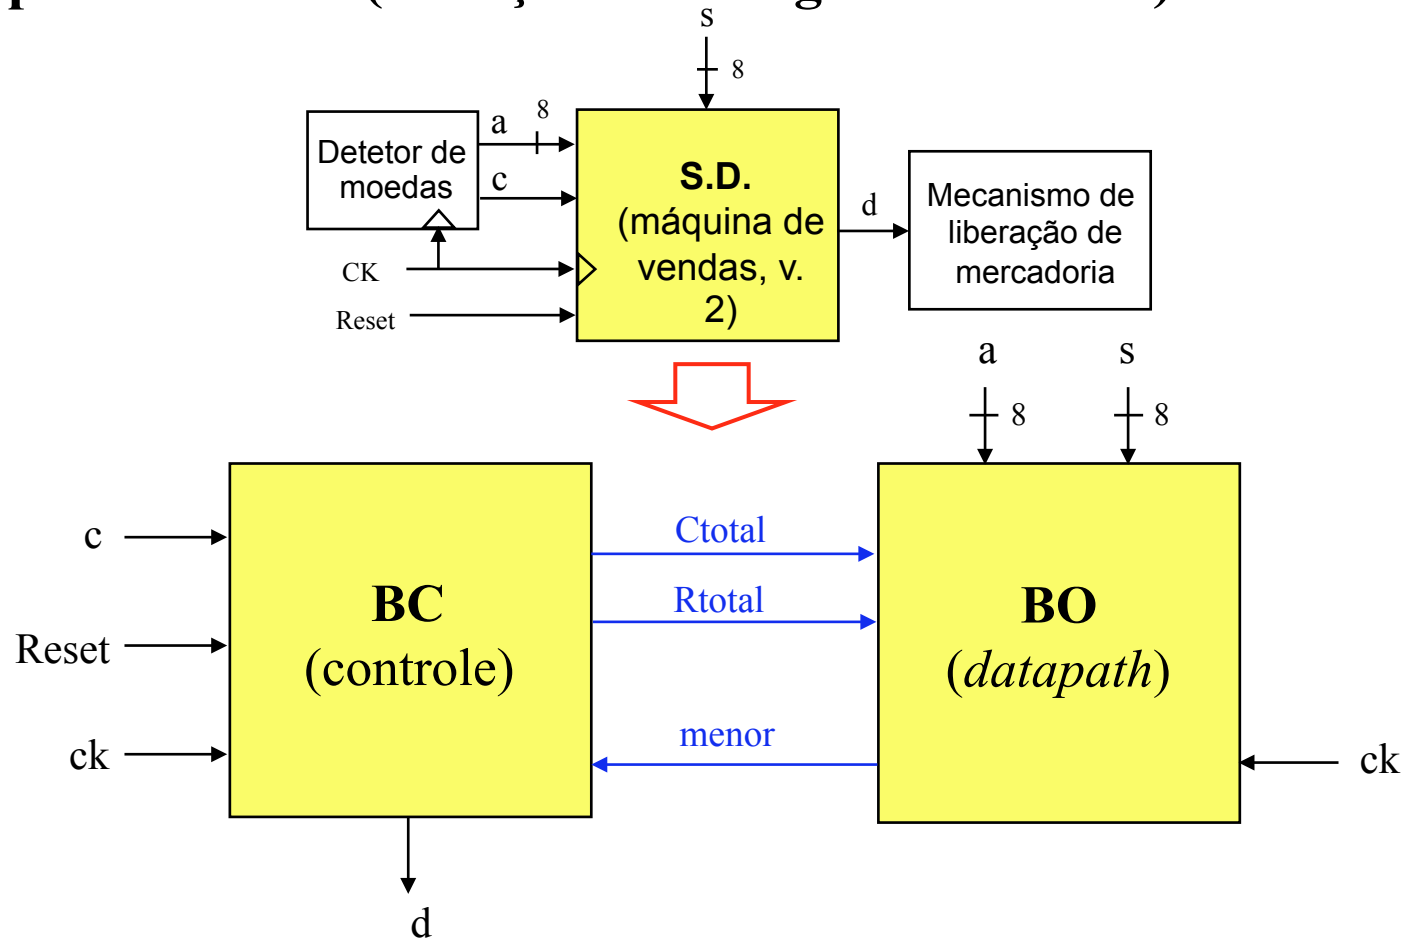 s
8
a
8
Detetor de
moedas
c
CK
Reset
S.D.
(máquina de
vendas, v.
2)
d
Mecanismo de
liberação de
mercadoria
a
s
8
8
c
Reset
ck
BC
(controle)
Ctotal
Rtotal
menor
BO
(datapath)
ck
d